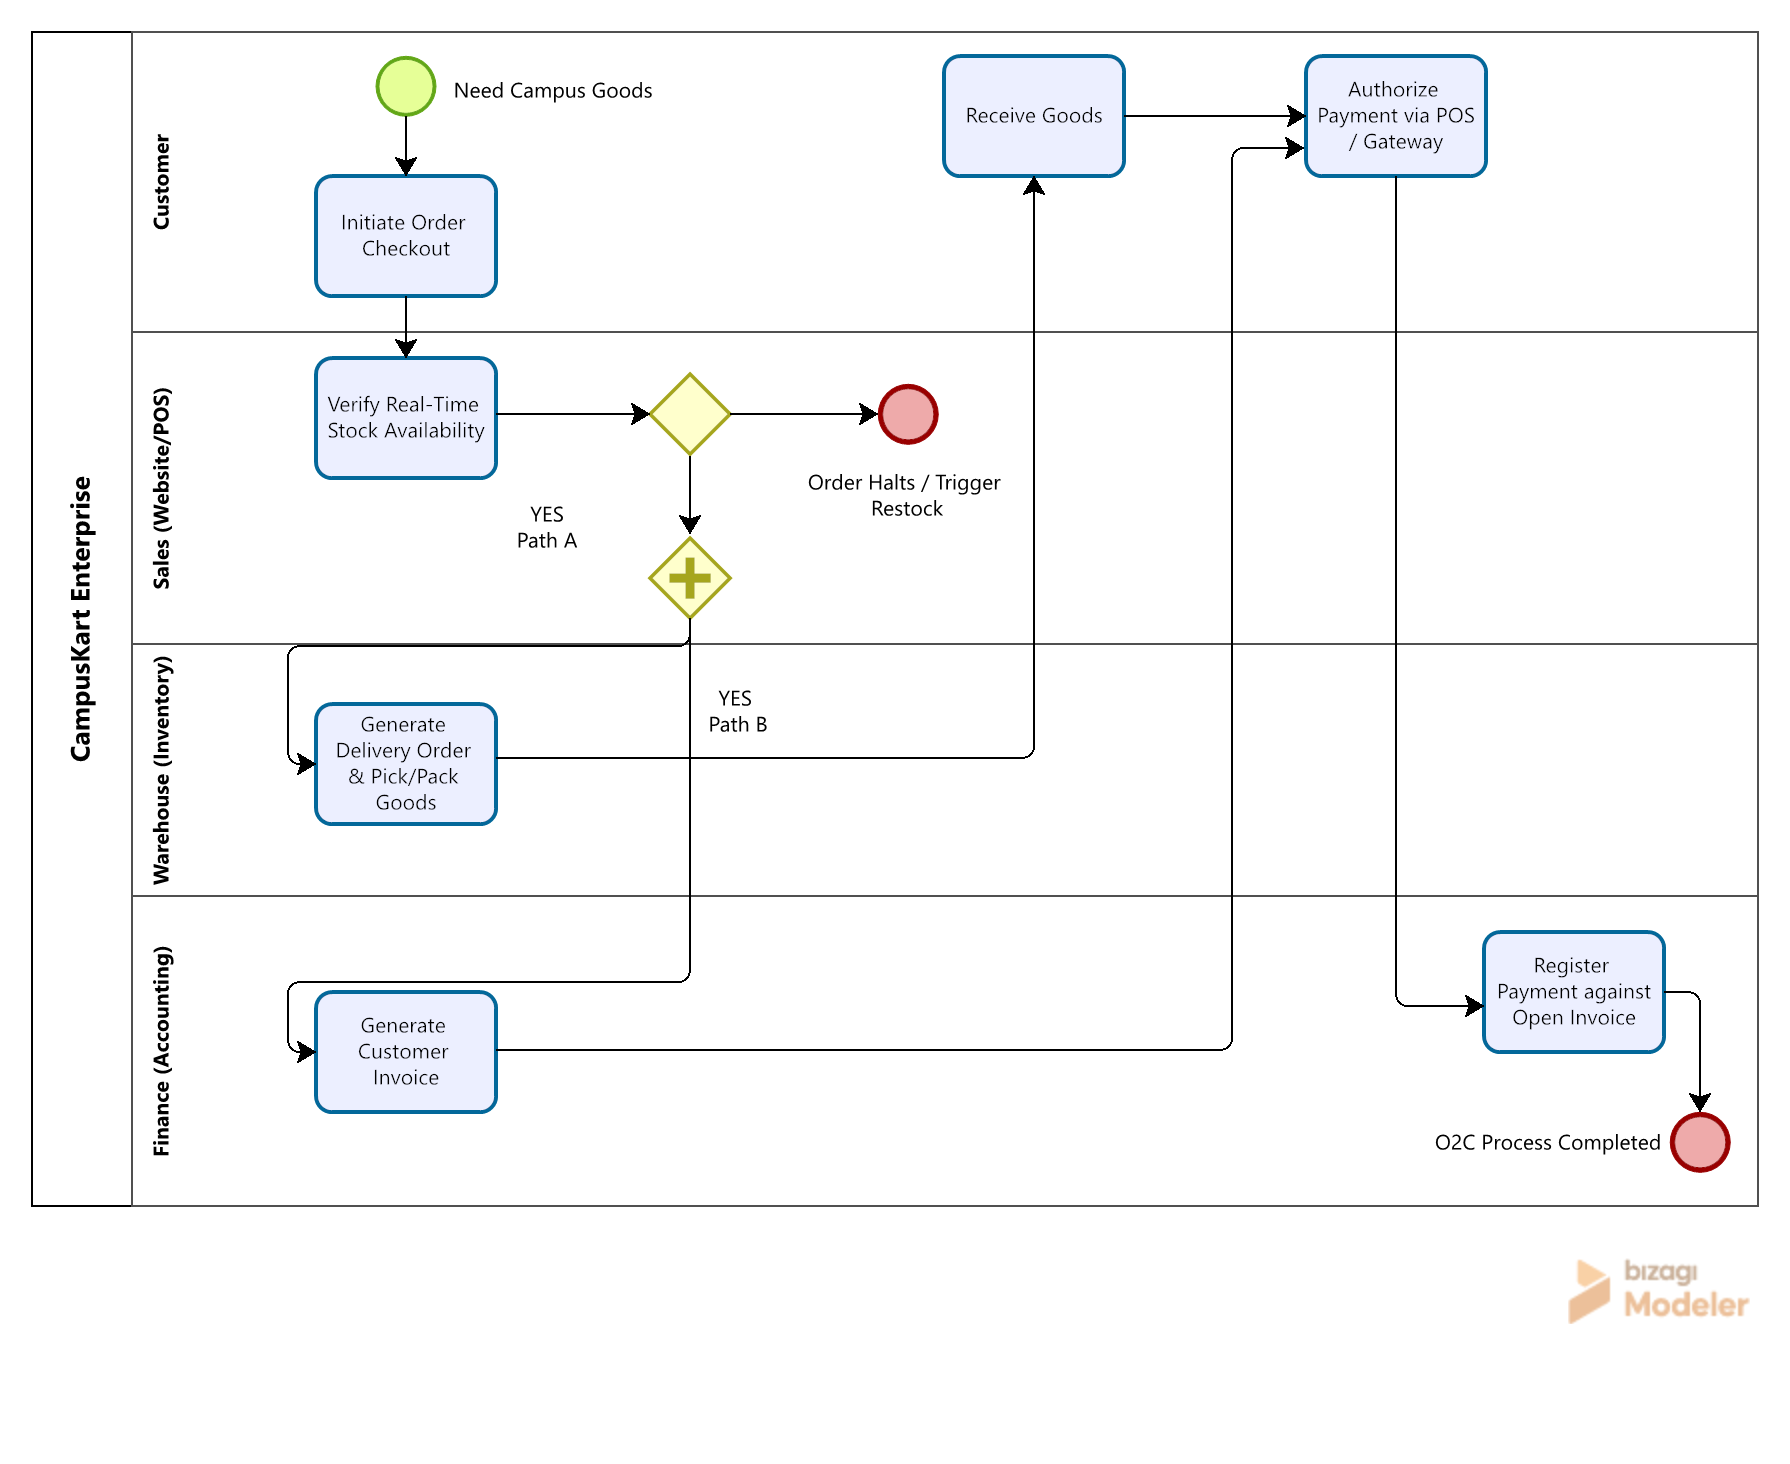 CampusKart Enterprise
Customer
Need Campus Goods
Initiate Order
Checkout
Receive Goods
Authorize
Payment via POS
/ Gateway
Sales (Website/POS)
Verify Real-Time
Stock Availability
Order Halts / Trigger
Restock
YES
Path A
Warehouse (Inventory)
YES
Path B
Generate
Delivery Order
& Pick/Pack
Goods
Finance (Accounting)
Generate
Customer
Invoice
Register
Payment against
Open Invoice
O2C Process Completed
bizagi
Modeler